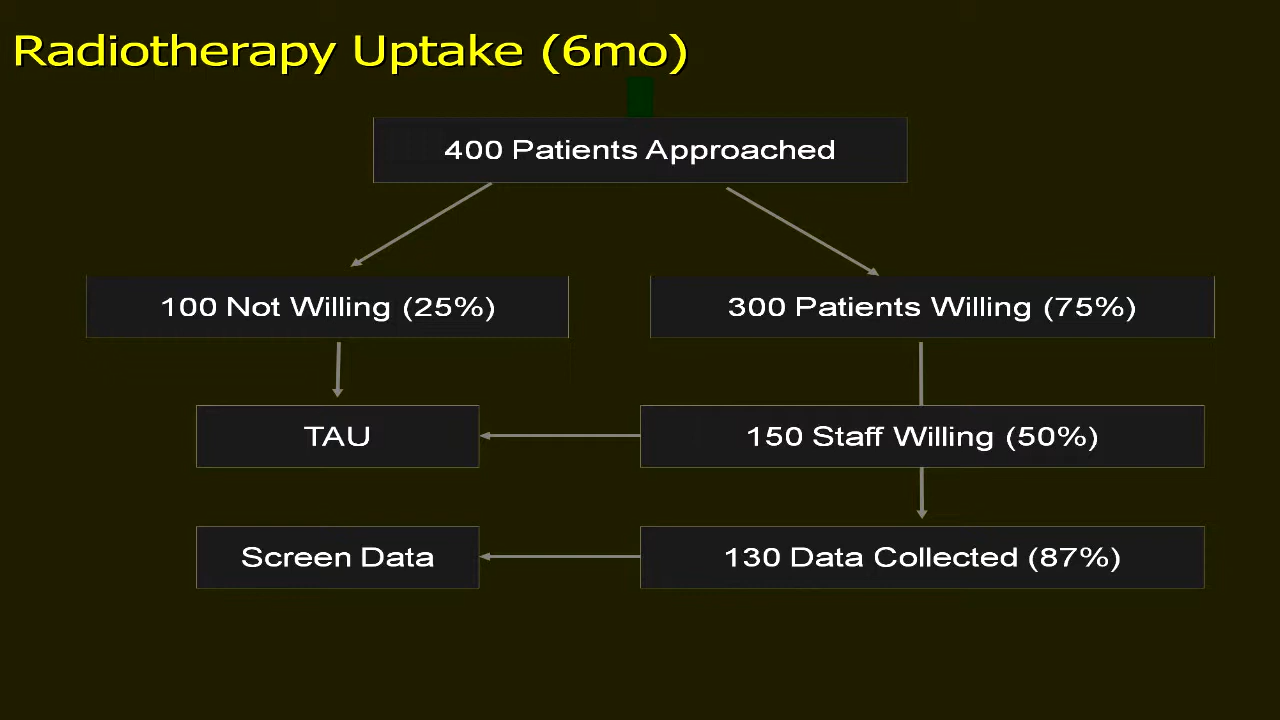 Radiotherapy Uptake (6mo)
400 Patients Approached
100 Not Willing (25%)
300 Patients Willing (75%)
TAU
150 Staff Willing (50%)
Screen Data
130 Data Collected (87%)